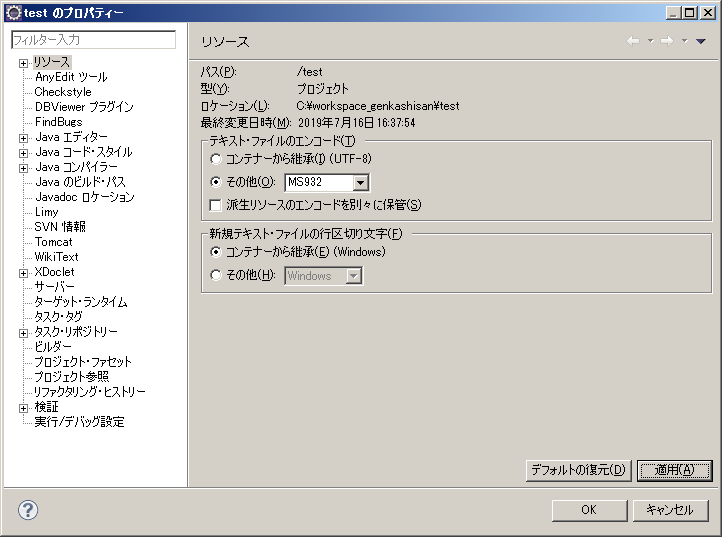 test のプロパティー
フィルター入力
リソース
AnyEdit ツール
Checkstyle
DBViewer プラグイン
FindBugs
Java エディター
Java コード・スタイル
Java コンパイラー
Java のビルド・パス
Javadoc ロケーション
Limy
SVN 情報
Tomcat
WikiText
XDoclet
サーバー
ターゲット・ランタイム
タスク・タグ
タスク・リポジトリー
ビルダー
プロジェクト・ファセット
プロジェクト参照
リファクタリング・ヒストリー
検証
実行/デバッグ設定
リソース
パス(P): /test
型(Y): プロジェクト
ロケーション(L): C:¥workspace_genkashisan¥test
最終変更日時(M): 2019年7月16日 16:37:54
テキスト・ファイルのエンコード(T)
コンテナーから継承(I) (UTF-8)
その他(O): MS932
派生リソースのエンコードを別々に保管(S)
新規テキスト・ファイルの行区切り文字(F)
コンテナーから継承(E) (Windows)
その他(H): Windows
デフォルトの復元(D) 適用(A)
? OK キャンセル